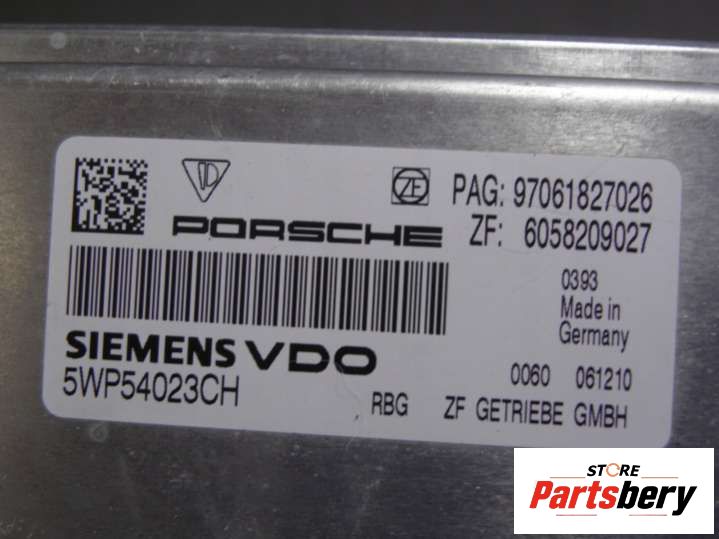 PAG: 97061827026
PORSCHE
ZF: 6058209027
0393
Made in
Germany
SIEMENS VDO
5WP54023CH
0060 061210
RBG ZF GETRIEBE GMBH
STORE
Partsbery